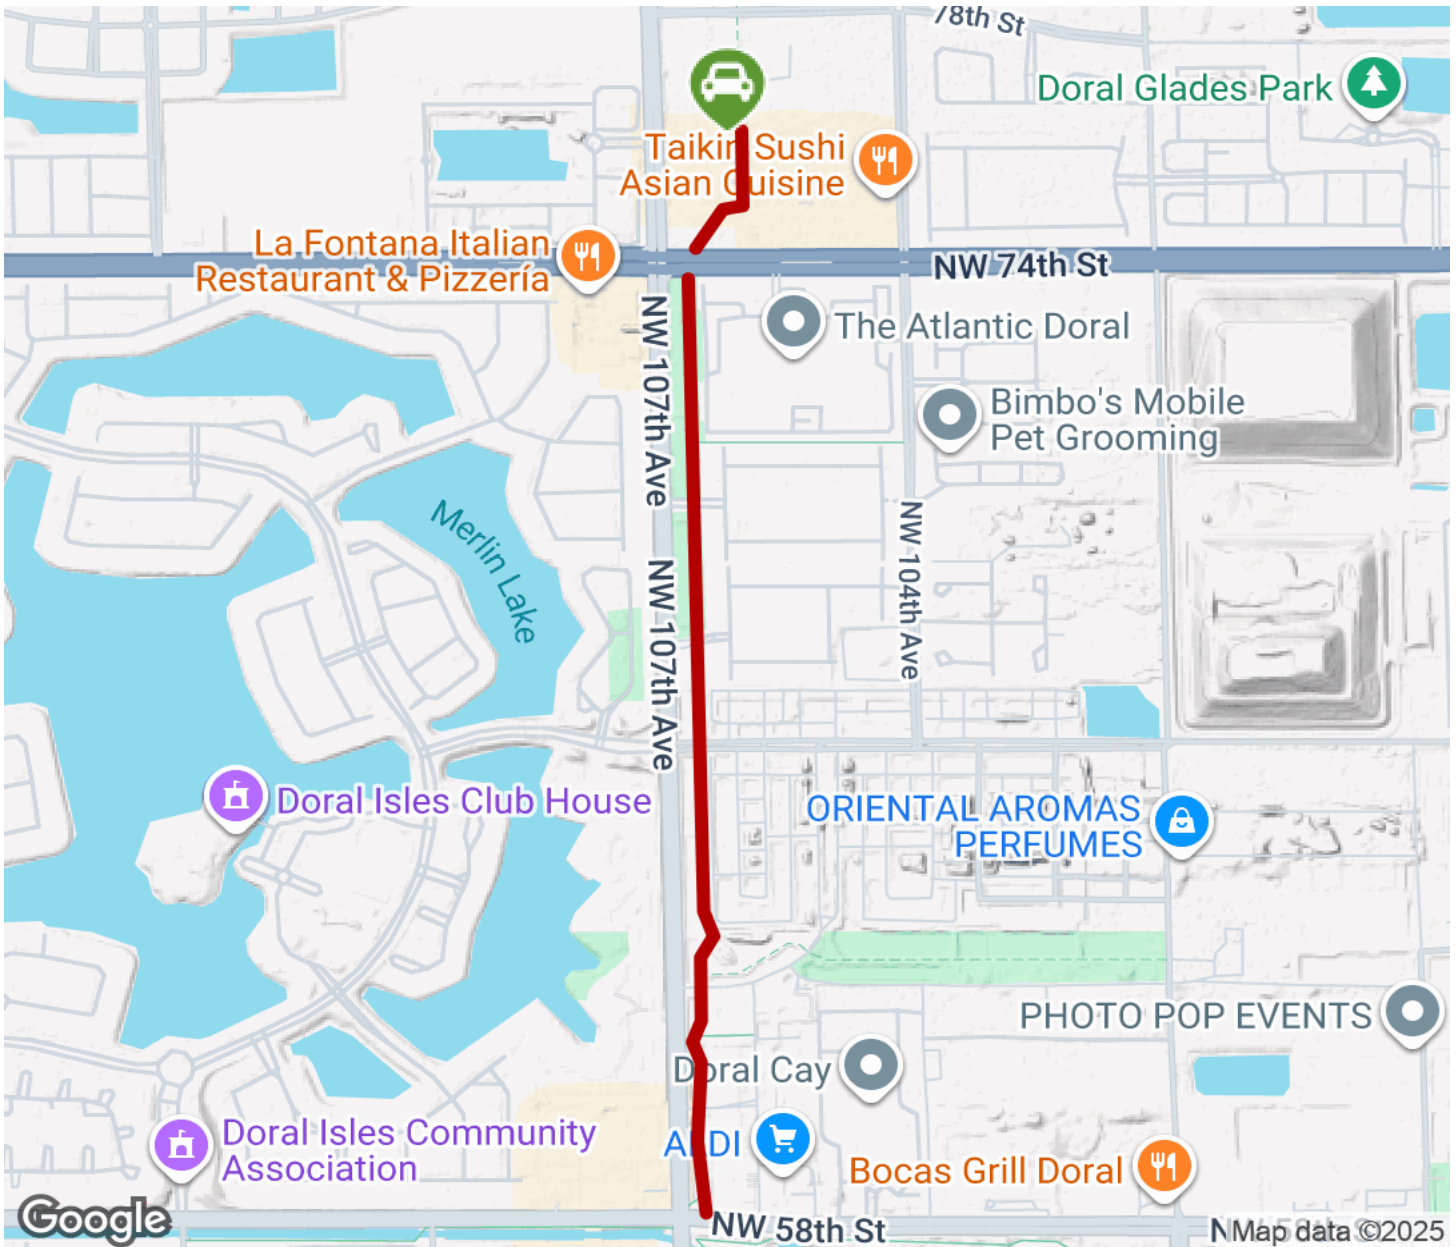 78th St
Doral Glades Park
Taikin Sushi
Asian Cuisine
La Fontana Italian
Restaurant & Pizzería
NW 74th St
NW 107th Ave
The Atlantic Doral
Bimbo's Mobile
Pet Grooming
Merlin Lake
NW 104th Ave
NW 107th Ave
Doral Isles Club House
ORIENTAL AROMAS
PERFUMES
PHOTO POP EVENTS
Doral Cay
Doral Isles Community
Association
ALDI
Bocas Grill Doral
Google
NW 58th St
Map data ©2025